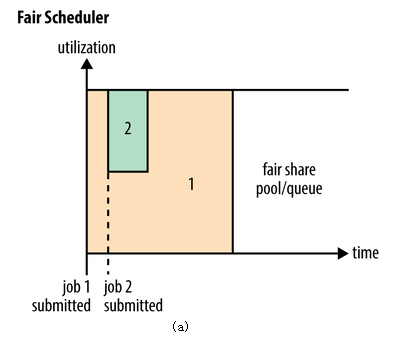 Fair Scheduler
utilization
2
1
fair share
pool/queue
time
job 1
submitted
job 2
submitted
(a)